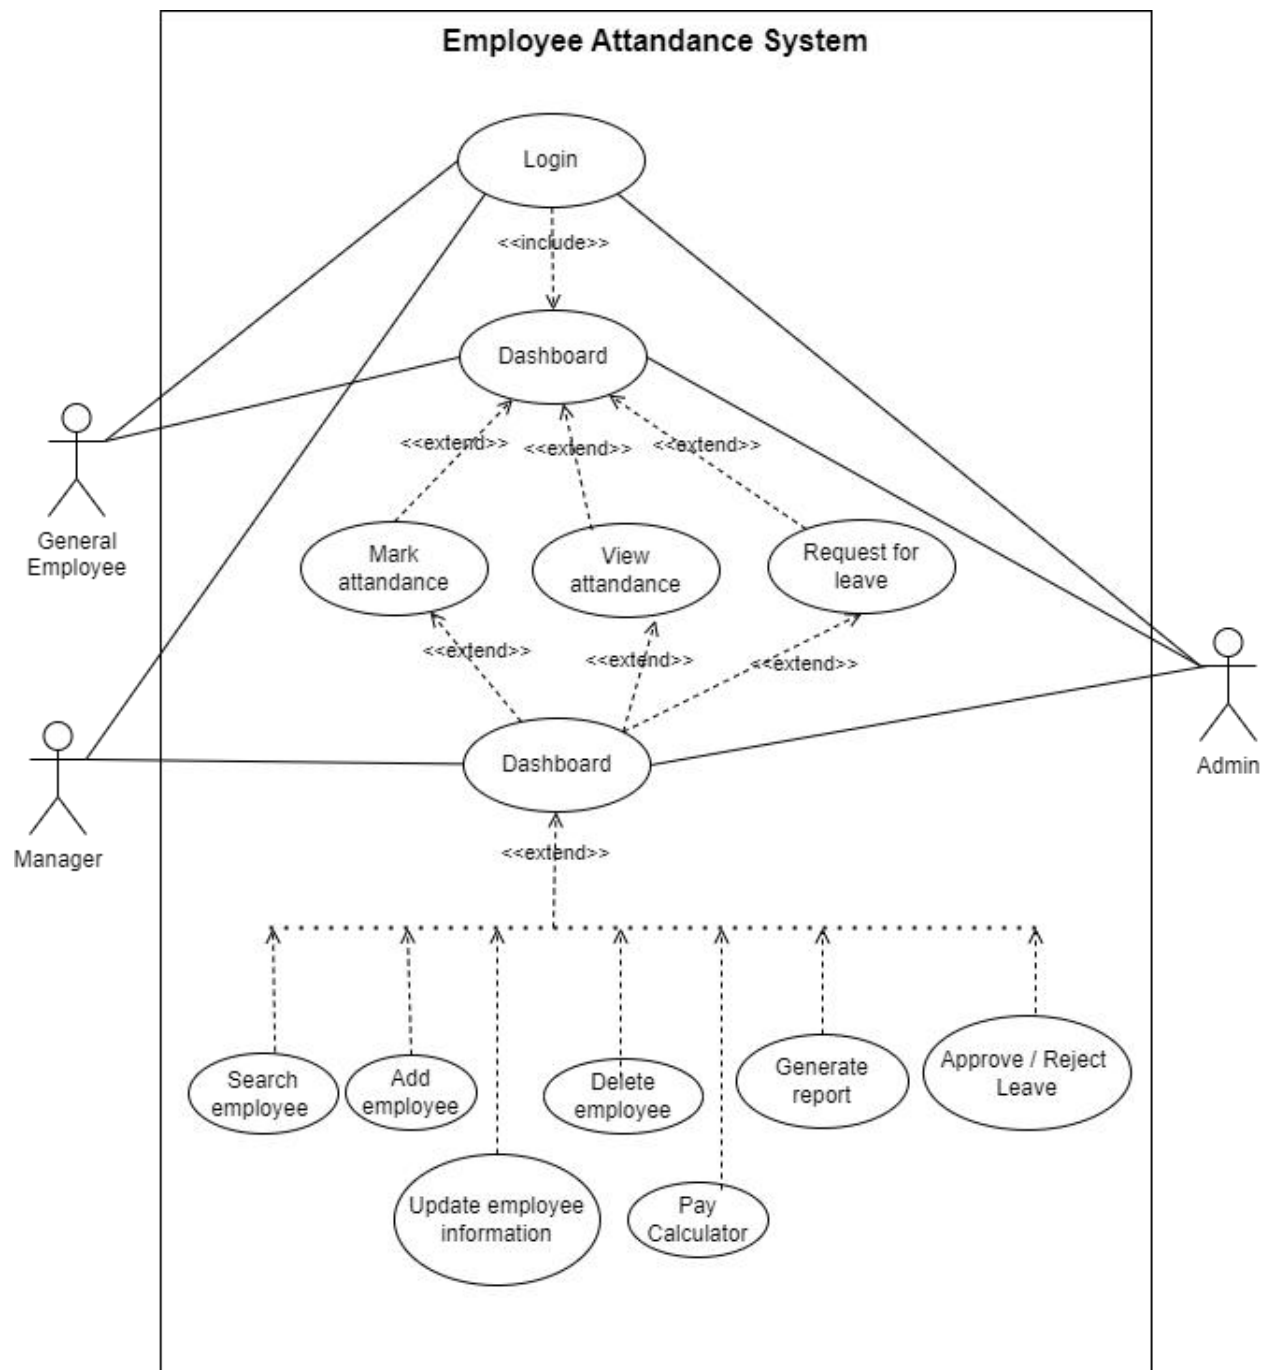 Employee Attandance System
Login
<<include>>
Dashboard
<<extend>>
<<extend>>
<<extend>>
General
Employee
Mark
attandance
View
attandance
Request for
leave
<<extend>>
<<extend>>
<<extend>>
Dashboard
Admin
Manager
<<extend>>
Search
employee
Add
employee
Delete
employee
Generate
report
Approve / Reject
Leave
Update employee
information
Pay
Calculator